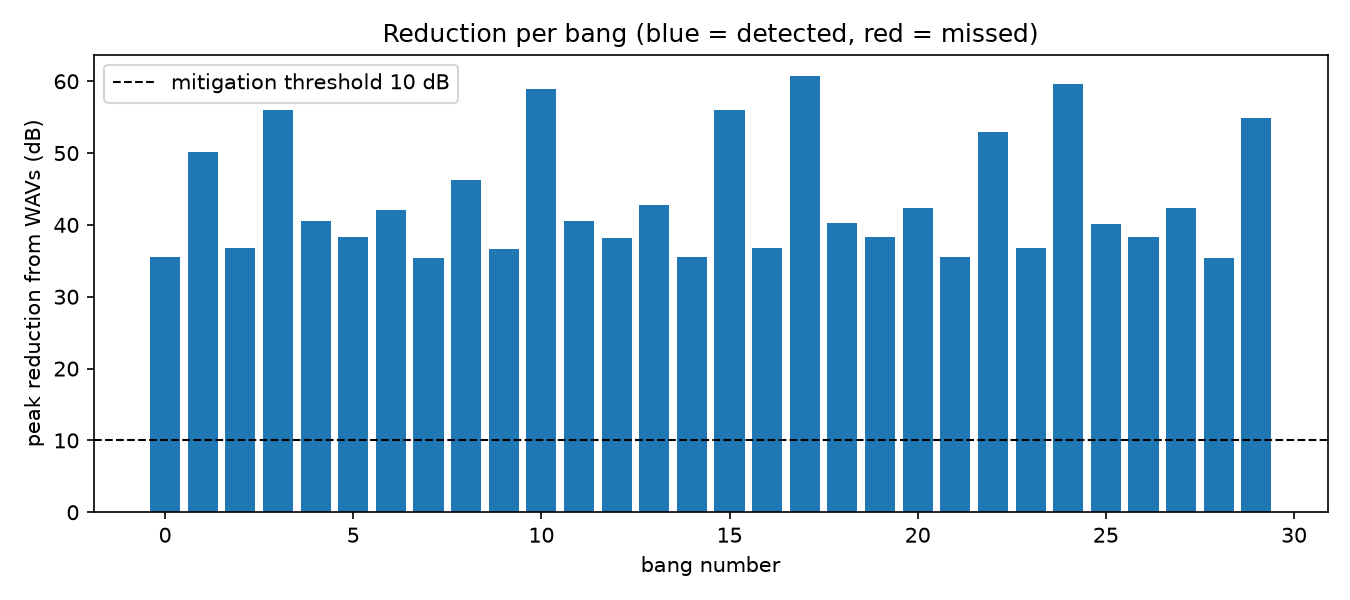 Reduction per bang (blue = detected, red = missed)
mitigation threshold 10 dB
peak reduction from WAVs (dB)
60
50
40
30
20
10
0
0 5 10 15 20 25 30
bang number